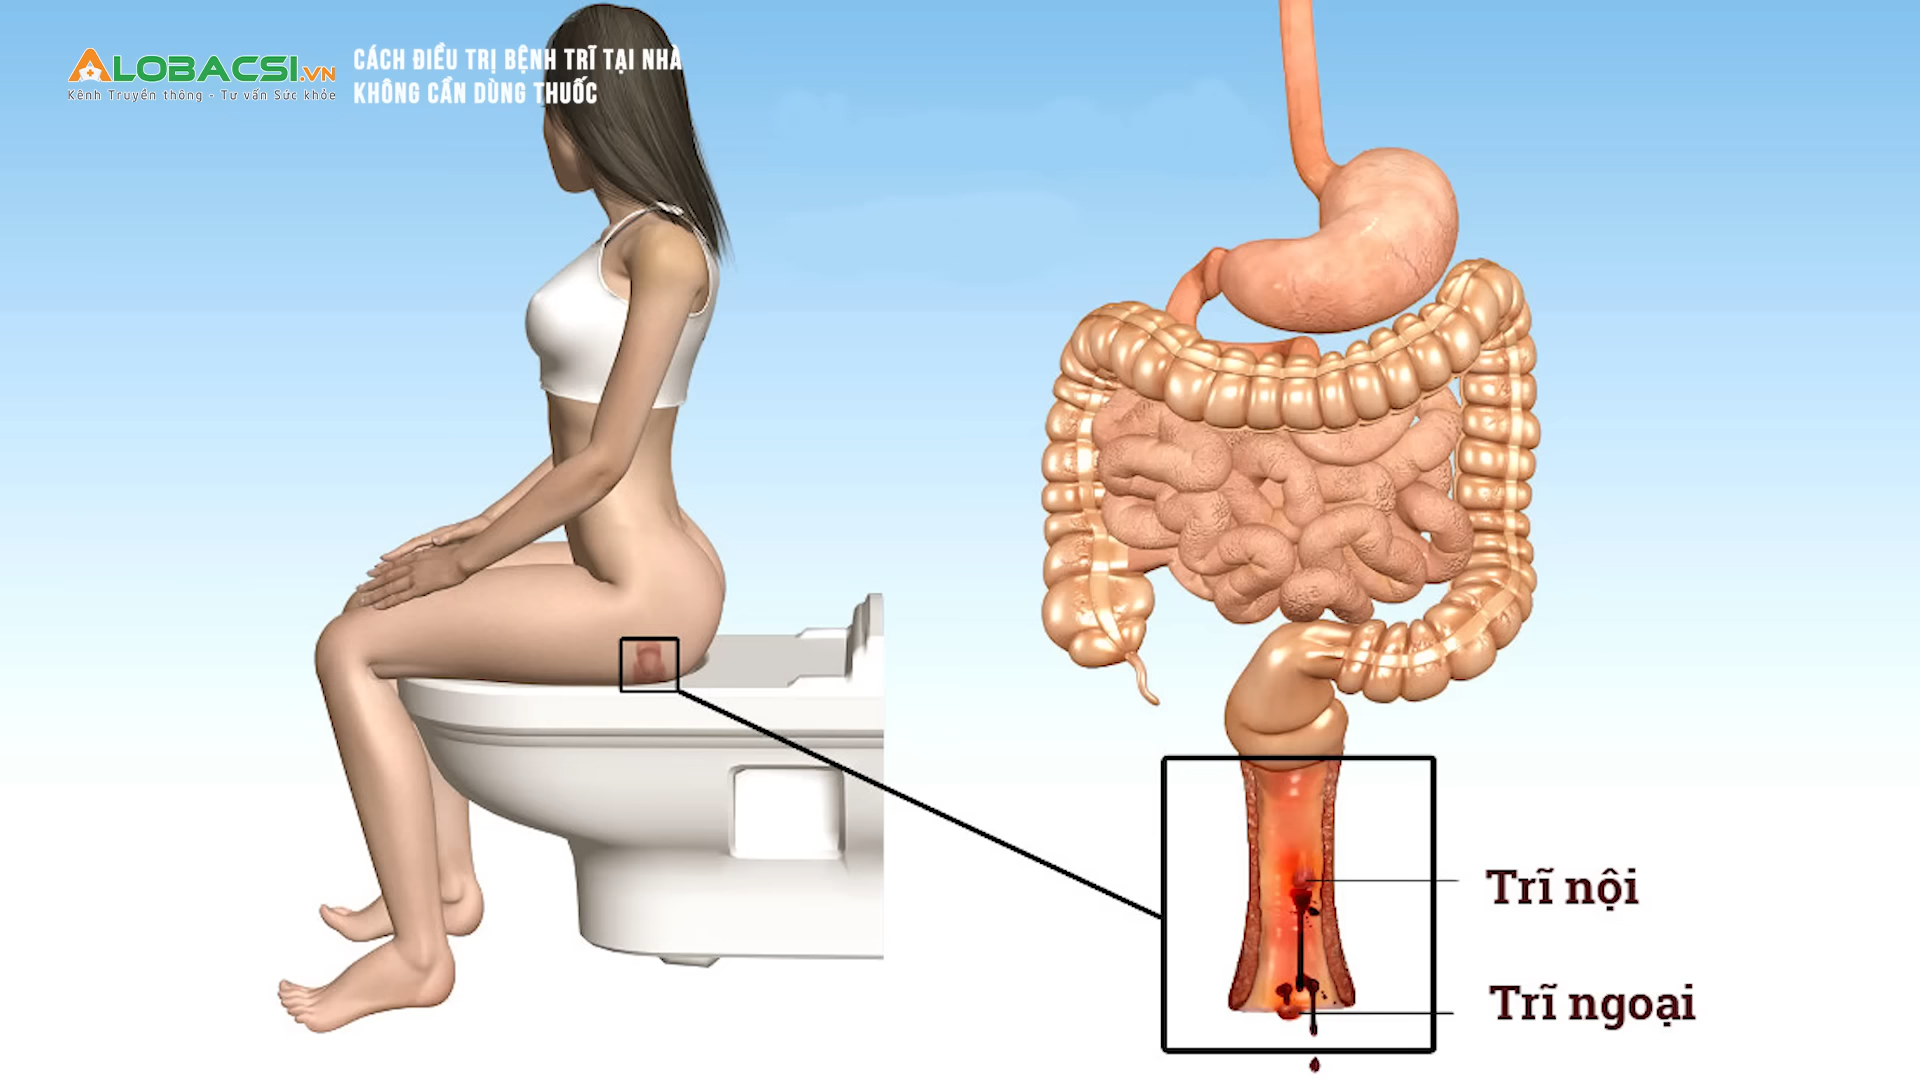 ALOBACSI.VN
Kênh Truyền thông - Tư vấn Sức khỏe
CÁCH ĐIỀU TRỊ BỆNH TRĨ TẠI NHÀ
KHÔNG CẦN DÙNG THUỐC
Trĩ nội
Trĩ ngoại